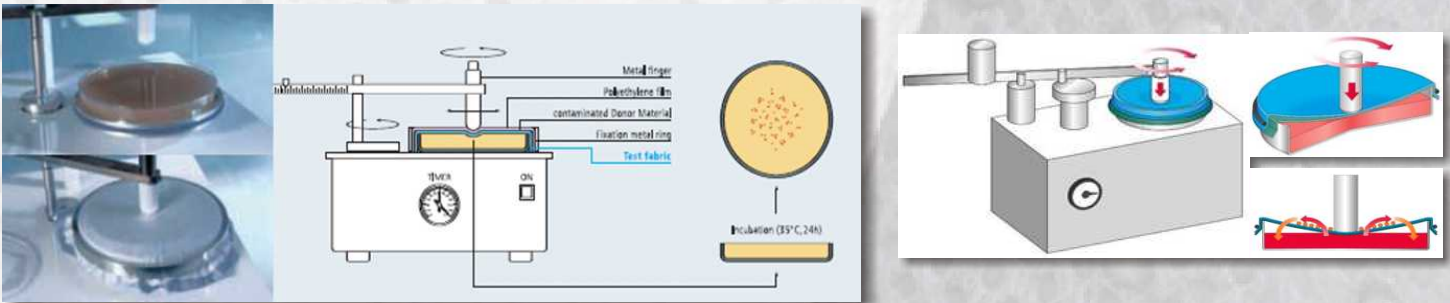 Metal finger
Polyethylene film
contaminated Donor Material
Fixation metal ring
Test fabric
TIMER
ON
Incubation (35°C, 24h)